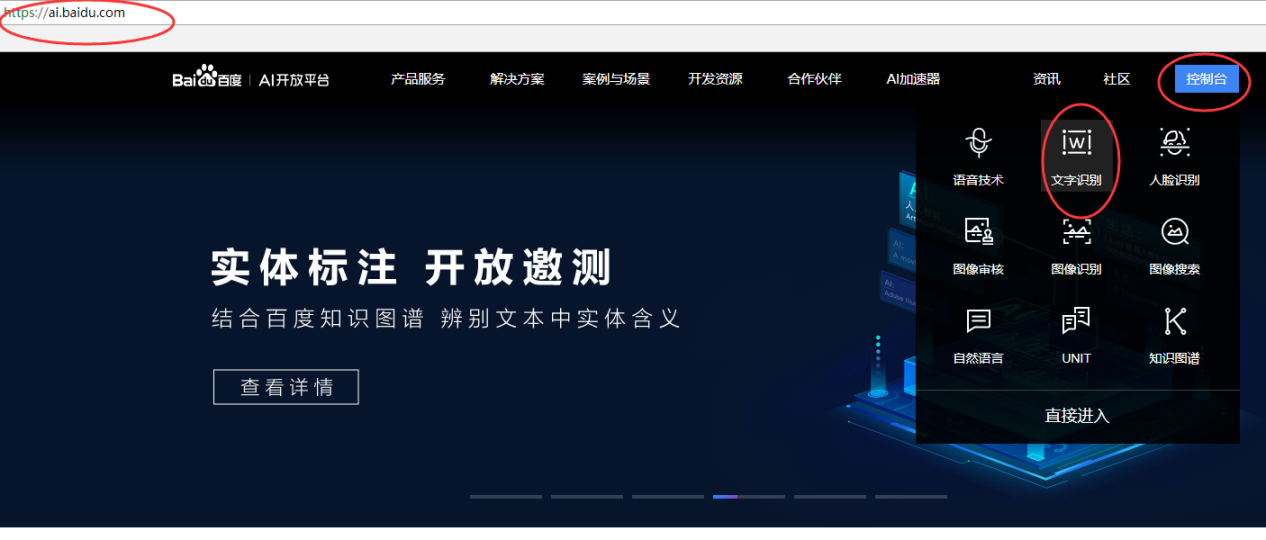 https://ai.baidu.com
Bai du 百度 | AI开放平台 产品服务 解决方案 案例与场景 开发资源 合作伙伴 AI加速器 资讯 社区 控制台
语音技术 文字识别 人脸识别
图像审核 图像识别 图像搜索
自然语言 UNIT 知识图谱
直接进入
实体标注 开放邀测
结合百度知识图谱 辨别文本中实体含义
查看详情